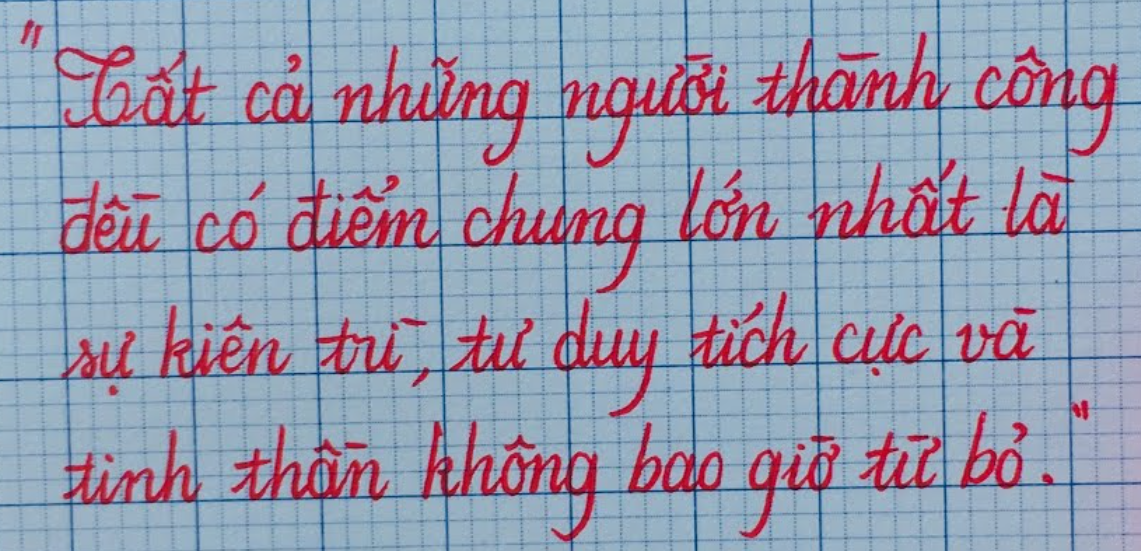 "Tất cả những người thành công
đều có điểm chung lớn nhất là
sự kiên trì, tư duy tích cực và
tinh thần không bao giờ từ bỏ."